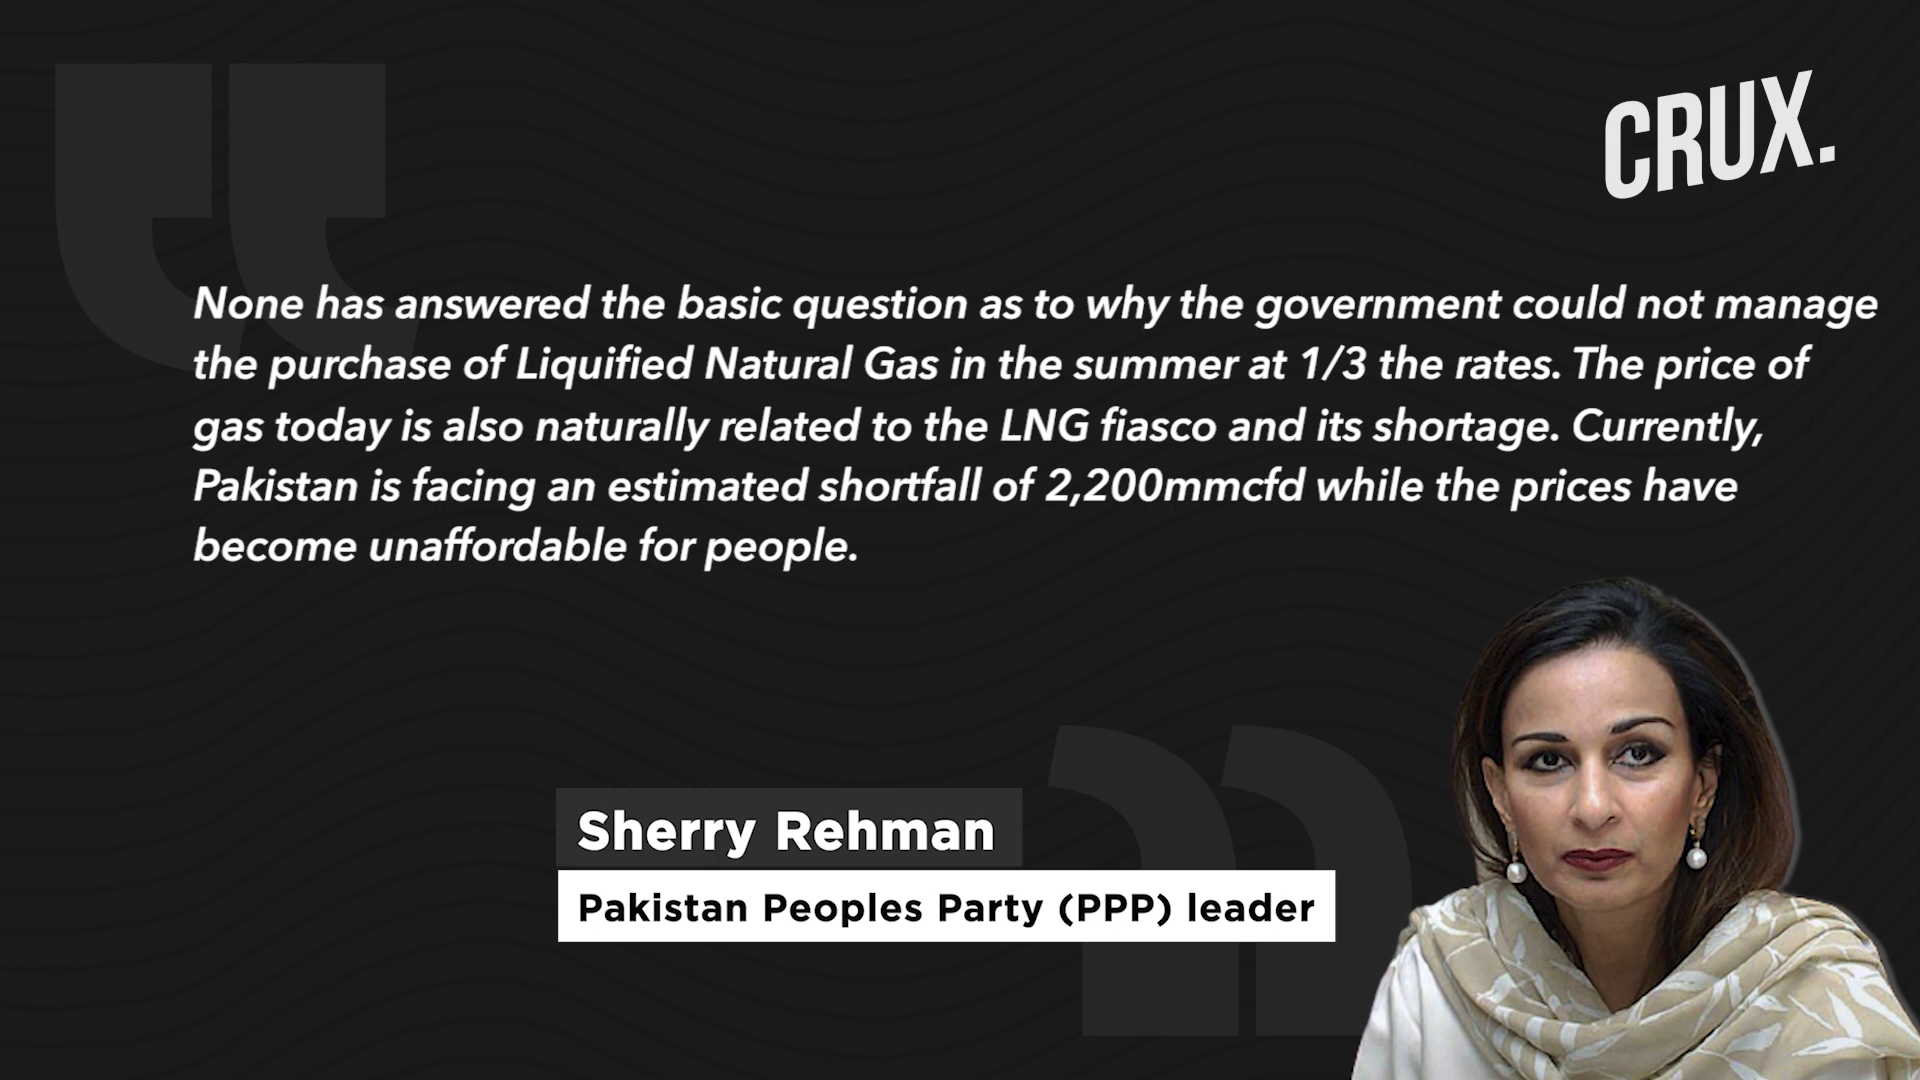 CRUX.
None has answered the basic question as to why the government could not manage
the purchase of Liquified Natural Gas in the summer at 1/3 the rates. The price of
gas today is also naturally related to the LNG fiasco and its shortage. Currently,
Pakistan is facing an estimated shortfall of 2,200mmcfd while the prices have
become unaffordable for people.
Sherry Rehman
Pakistan Peoples Party (PPP) leader